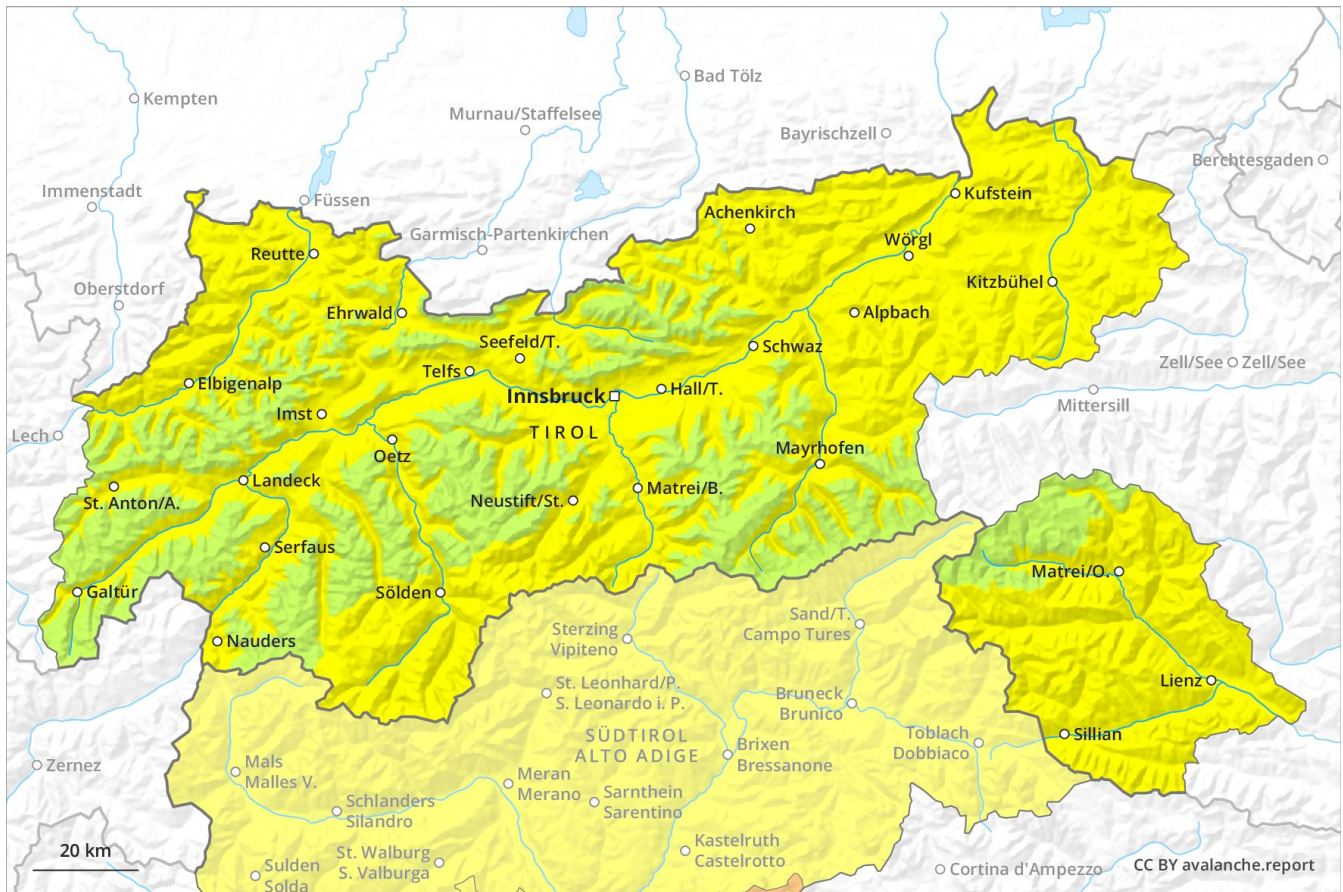 Kempten
Bad Tölz
Murnau/Staffelsee
Bayrischzell
Berchtesgaden
Immenstadt
Füssen
Kufstein
Achenkirch
Garmisch-Partenkirchen
Reutte
Wörgl
Oberstdorf
Kitzbühel
Ehrwald
Alpbach
Seefeld/T.
Schwaz
Zell/See
Zell/See
Telfs
Elbigenalp
Hall/T.
Innsbruck
Mittersill
Imst
TIROL
Lech
Oetz
Mayrhofen
Landeck
St. Anton/A.
Neustift/St.
Matrei/B.
Serfaus
Matrei/O.
Galtür
Sölden
Sand/T.
Campo Tures
Sterzing
Vipiteno
Nauders
Lienz
St. Leonhard/P.
S. Leonardo i. P.
Bruneck
Brunico
SÜDTIROL
ALTO ADIGE
Sillian
Toblach
Dobbiaco
Brixen
Bressanone
Zernez
Mals
Malles V.
Meran
Merano
Sarnthein
Sarentino
Schlanders
Silandro
Kastelruth
Castelrotto
20 km
St. Walburg
S. Valburga
Sulden
Solda
Cortina d'Ampezzo
CC BY avalanche.report